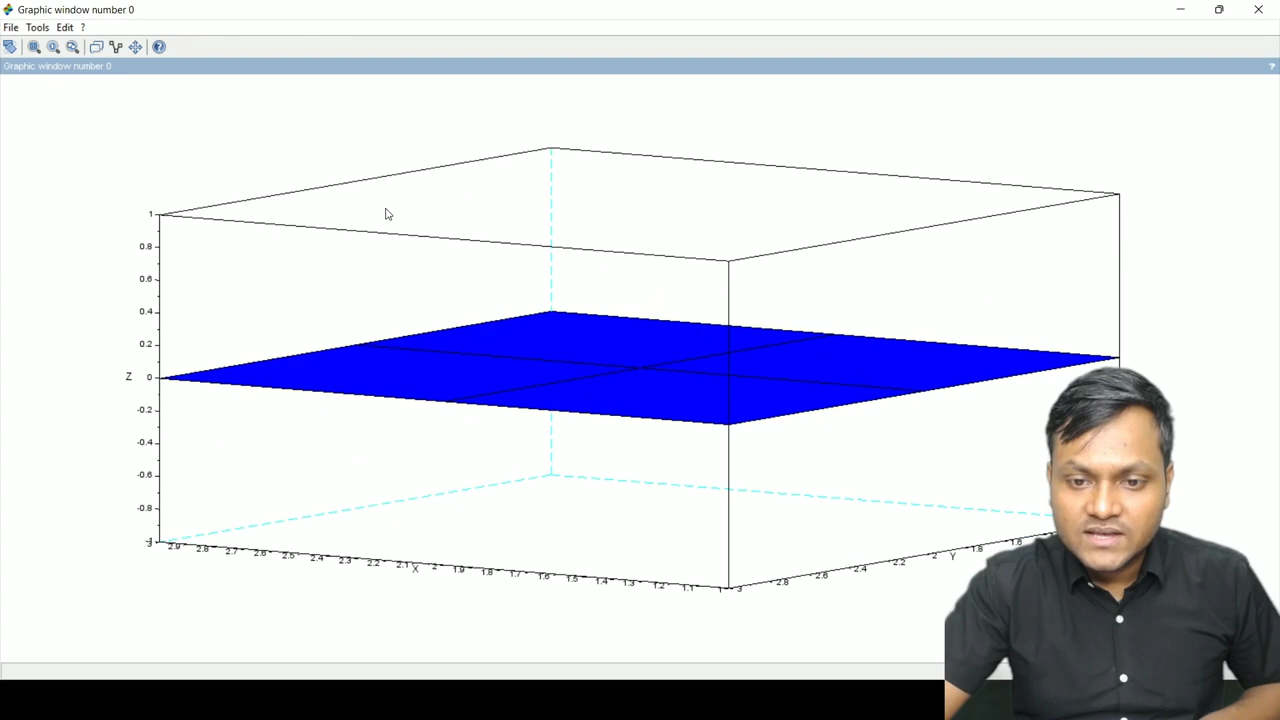 Graphic window number 0
File Tools Edit ?
Graphic window number 0 ?
1
0.8
0.6
0.4
0.2
Z 0
-0.2
-0.4
-0.6
-0.8
-1
3 2.9 2.8 2.7 2.6 2.5 2.4 2.3 2.2 2.1 2 1.9 1.8 1.7 1.6 1.5 1.4 1.3 1.2 1.1 1
X
3 2.8 2.6 2.4 2.2 2 1.8 1.6
Y